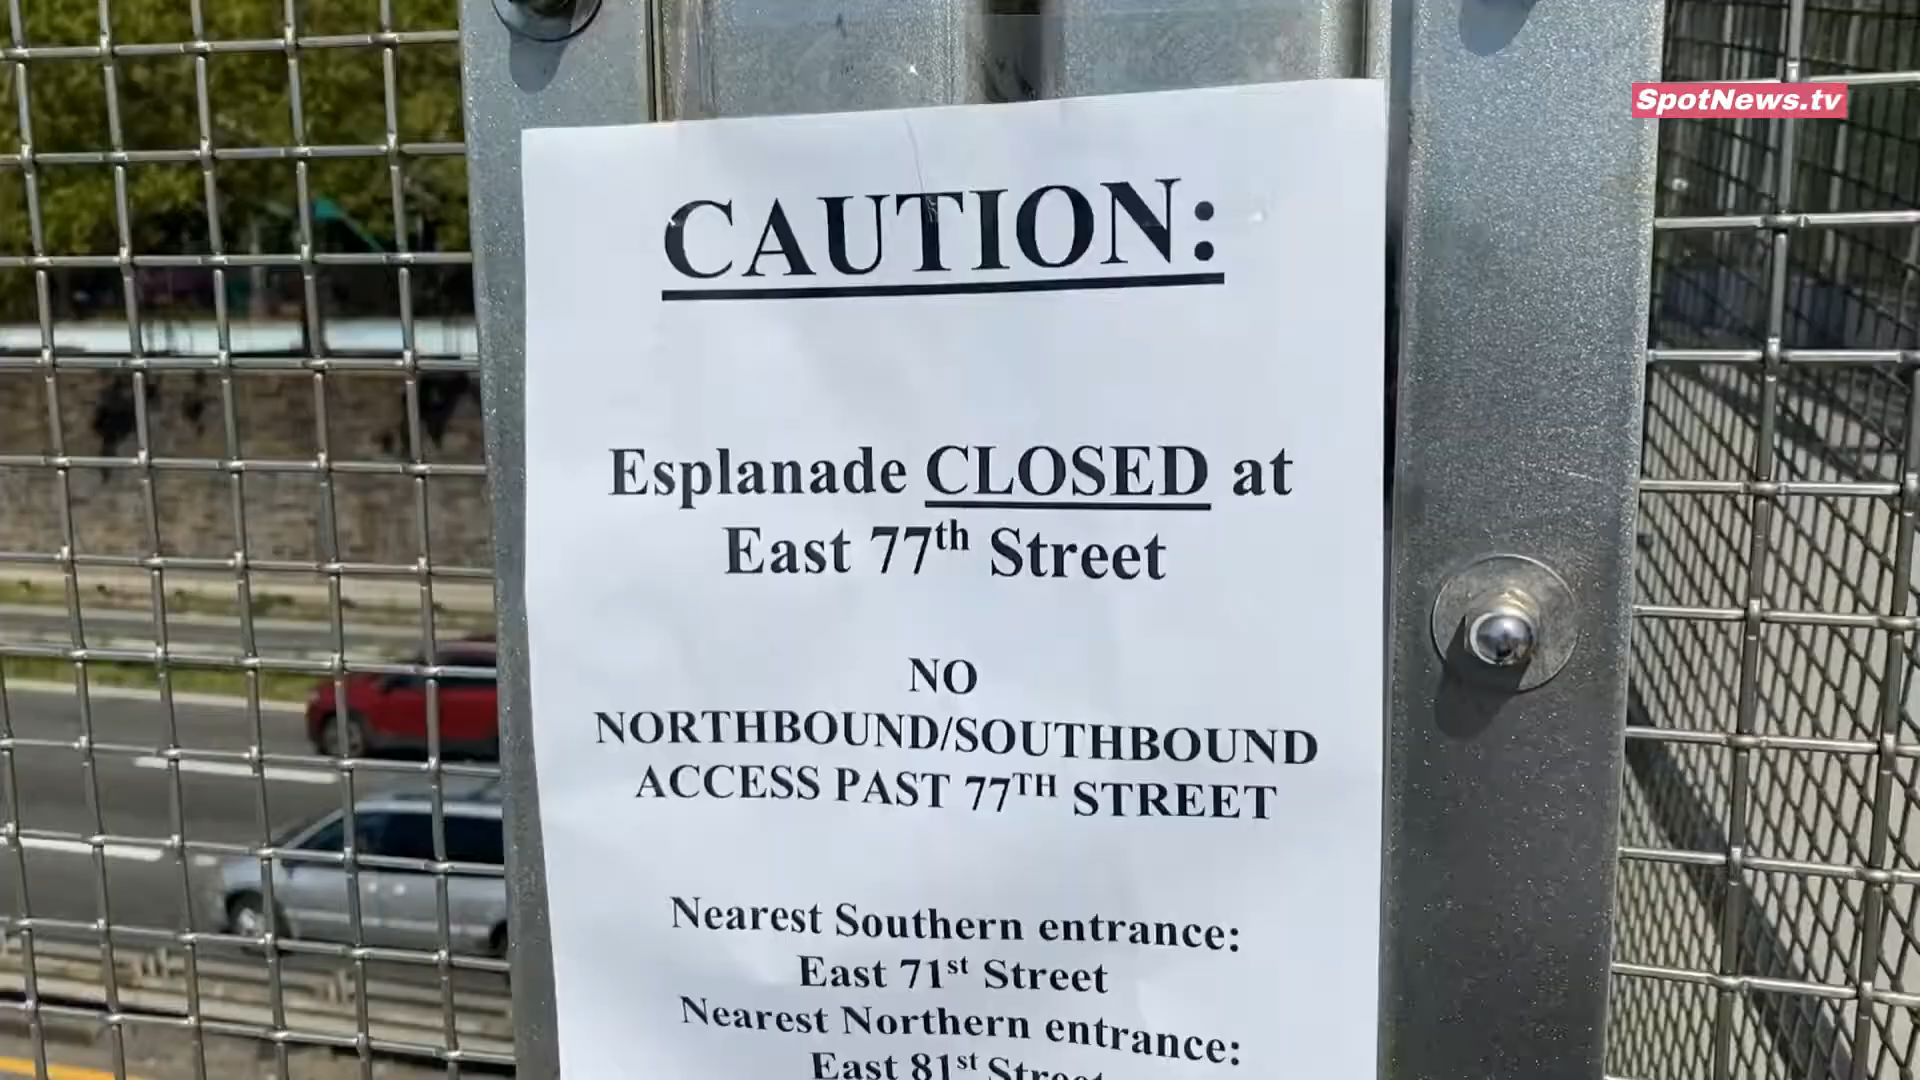 SpotNews.tv
CAUTION:
Esplanade CLOSED at
East 77th Street
NO
NORTHBOUND/SOUTHBOUND
ACCESS PAST 77TH STREET
Nearest Southern entrance:
East 71st Street
Nearest Northern entrance:
East 81st Street